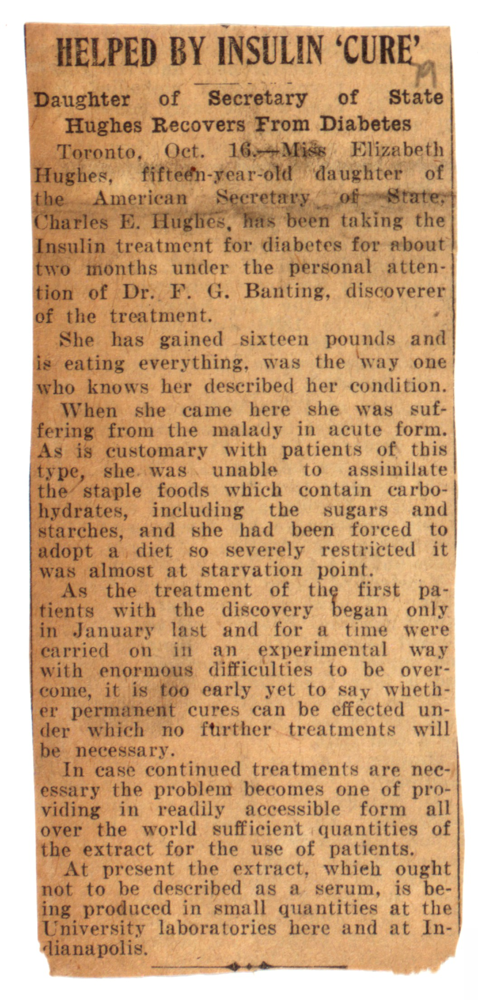 HELPED BY INSULIN 'CURE'
79
Daughter of Secretary of State
Hughes Recovers From Diabetes
Toronto, Oct. 16.—Miss Elizabeth
Hughes, fifteen-year-old daughter of
the American Secretary of State,
Charles E. Hughes, has been taking the
Insulin treatment for diabetes for about
two months under the personal atten-
tion of Dr. F. G. Banting, discoverer
of the treatment.
She has gained sixteen pounds and
is eating everything, was the way one
who knows her described her condition.
When she came here she was suf-
fering from the malady in acute form.
As is customary with patients of this
type, she was unable to assimilate
the staple foods which contain carbo-
hydrates, including the sugars and
starches, and she had been forced to
adopt a diet so severely restricted it
was almost at starvation point.
As the treatment of the first pa-
tients with the discovery began only
in January last and for a time were
carried on in an experimental way
with enormous difficulties to be over-
come, it is too early yet to say wheth-
er permanent cures can be effected un-
der which no further treatments will
be necessary.
In case continued treatments are nec-
essary the problem becomes one of pro-
viding in readily accessible form all
over the world sufficient quantities of
the extract for the use of patients.
At present the extract, which ought
not to be described as a serum, is be-
ing produced in small quantities at the
University laboratories here and at In-
dianapolis.